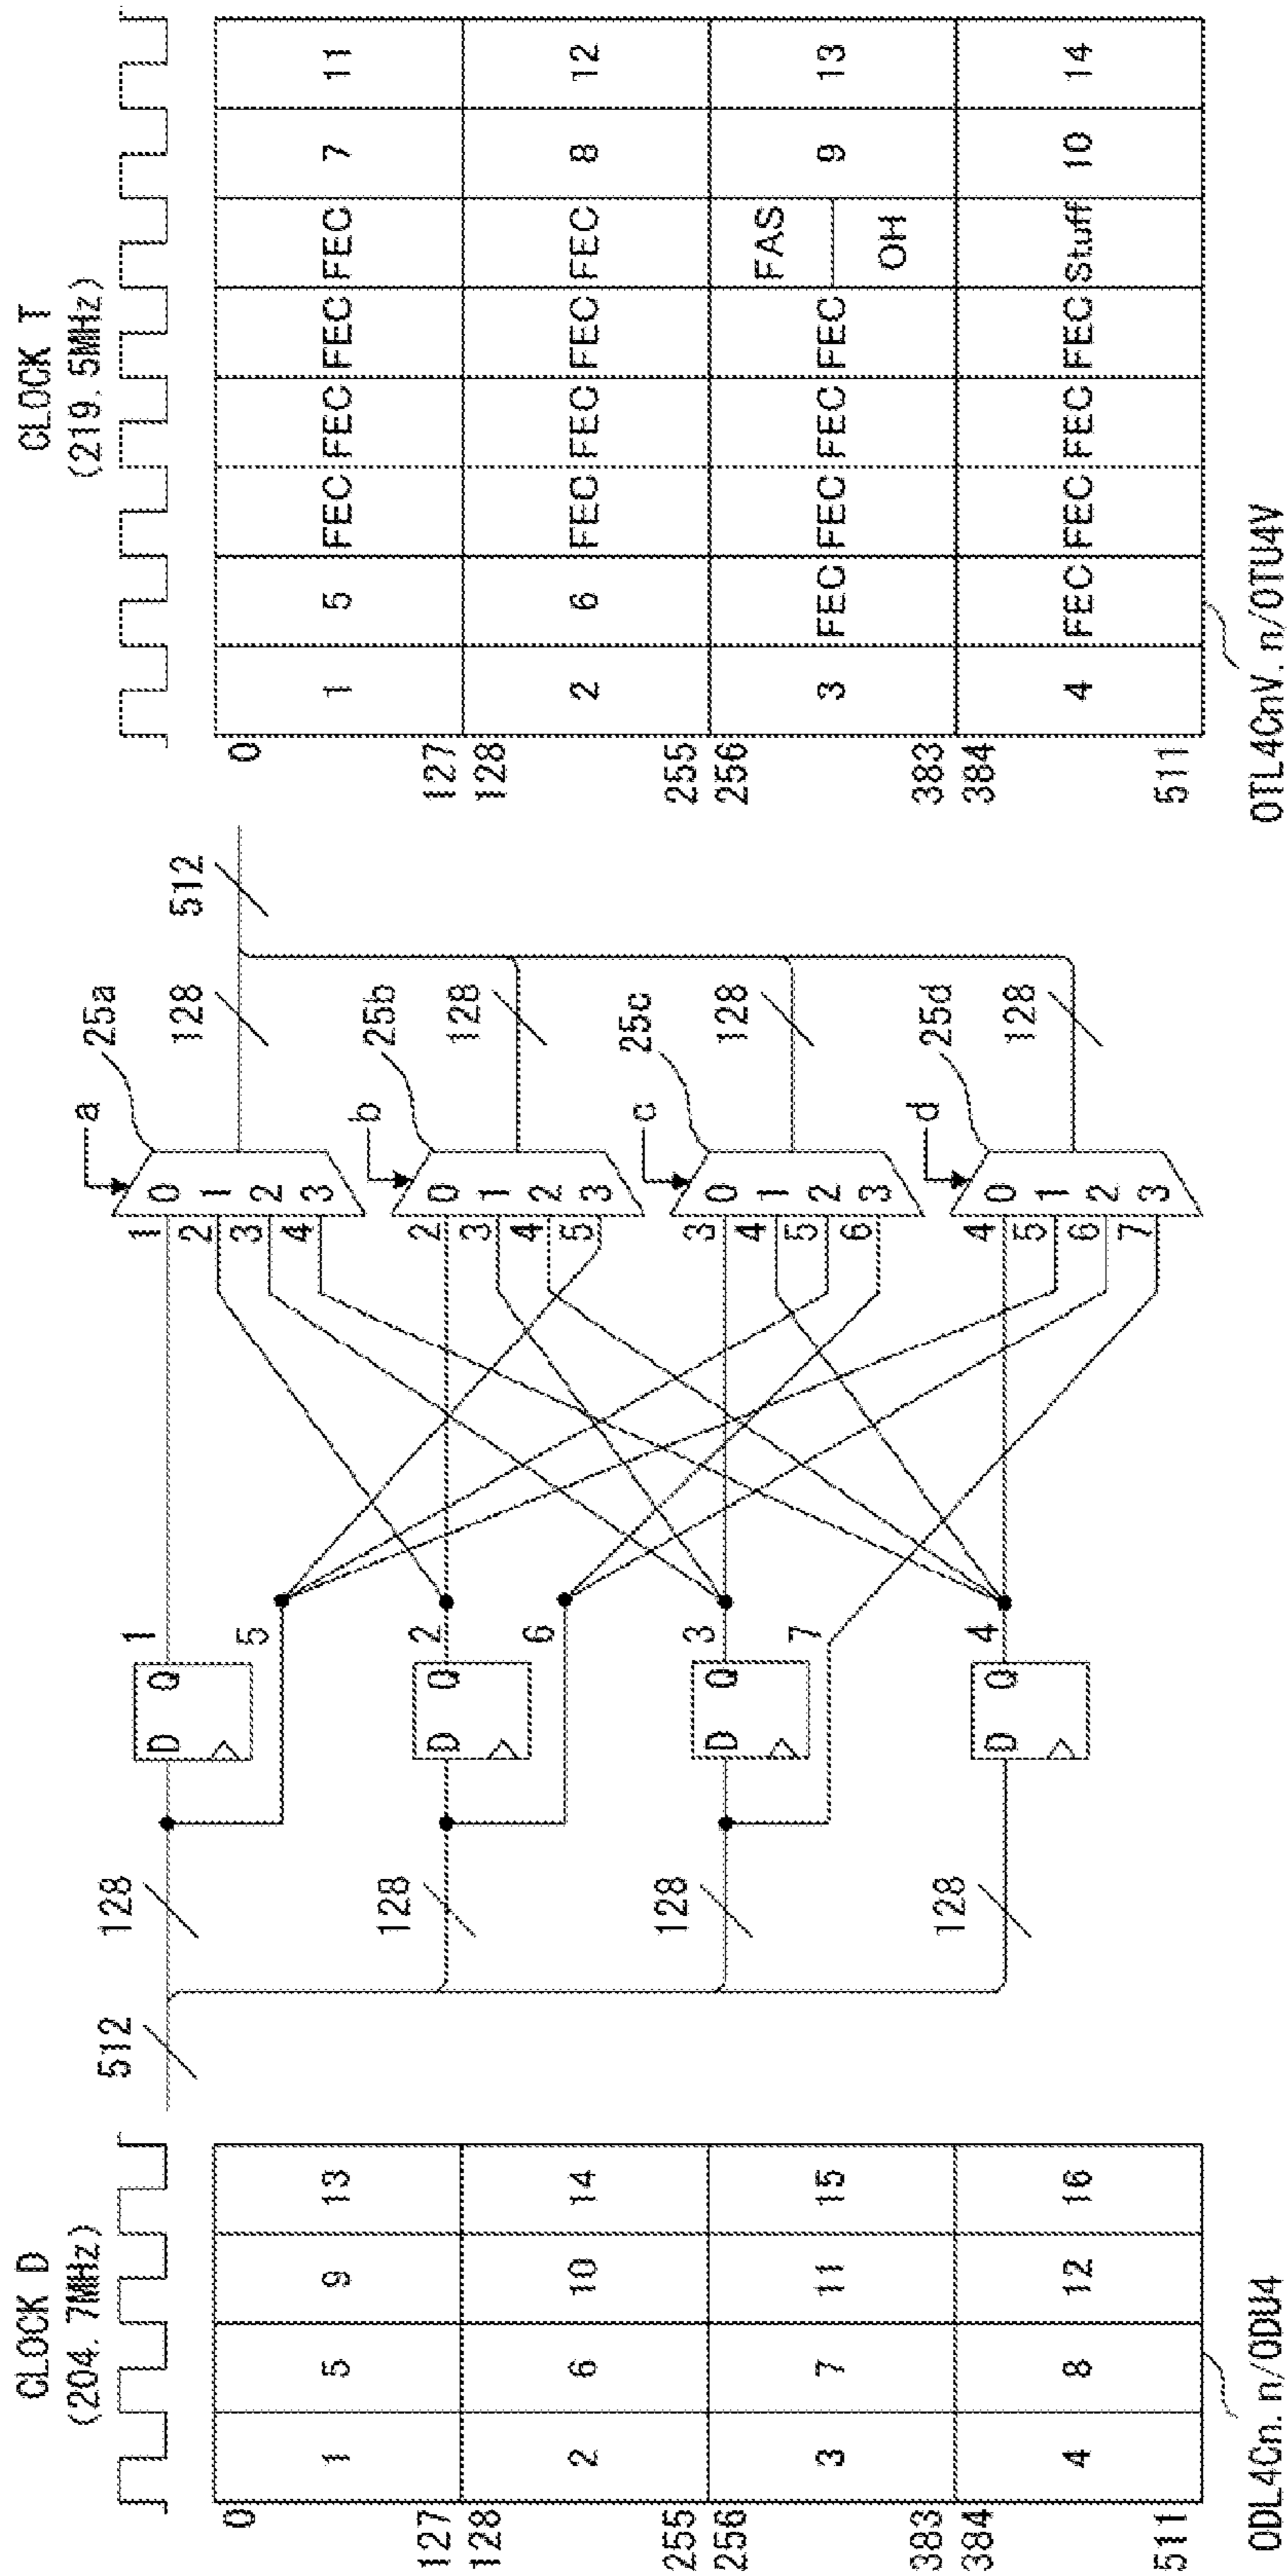 CLOCK D
(204. 7MHz)
0
127
128
255
256
383
384
511
1 5 9 13
2 6 10 14
3 7 11 15
4 8 12 16
ODL4Cn. n/ODU4
512
128
128
128
128
D Q
1
5
D Q
2
6
D Q
3
7
D Q
4
a
25a
1 0
2 1
3 2
4 3
128
b
25b
2 0
3 1
4 2
5 3
128
c
25c
3 0
4 1
5 2
6 3
128
d
25d
4 0
5 1
6 2
7 3
128
512
CLOCK T
(219. 5MHz)
0
127
128
255
256
383
384
511
1 5 FEC FEC FEC FEC 7 11
2 6 FEC FEC FEC FEC 8 12
3 FEC FEC FEC FEC FAS OH 9 13
4 FEC FEC FEC FEC Stuff 10 14
OTL4CnV. n/OTU4V